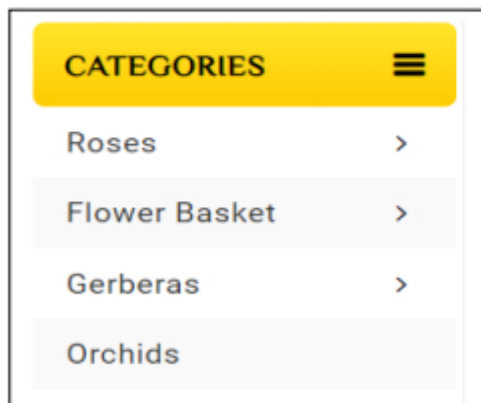 CATEGORIES
Roses
Flower Basket
Gerberas
Orchids